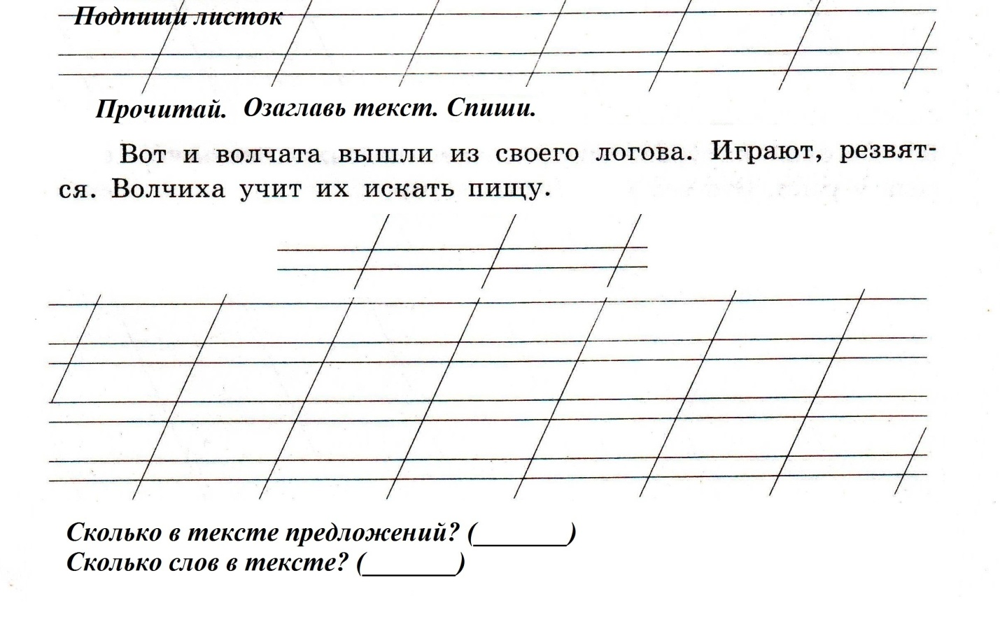 Подпиши листок
Прочитай. Озаглавь текст. Спиши.
Вот и волчата вышли из своего логова. Играют, резвят-
ся. Волчиха учит их искать пищу.
Сколько в тексте предложений? (_______)
Сколько слов в тексте? (_______)